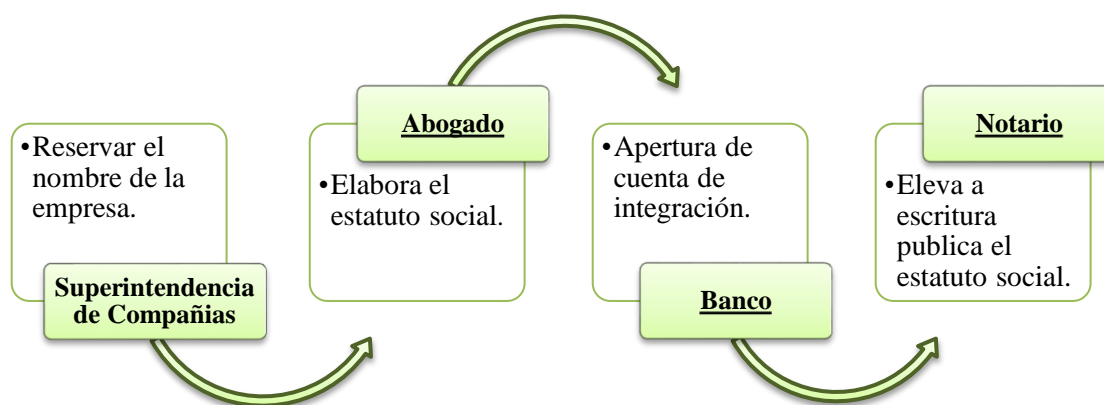 •Reservar el
nombre de la
empresa.
Superintendencia
de Compañias
Abogado
•Elabora el
estatuto social.
•Apertura de
cuenta de
integración.
Banco
Notario
•Eleva a
escritura
publica el
estatuto social.